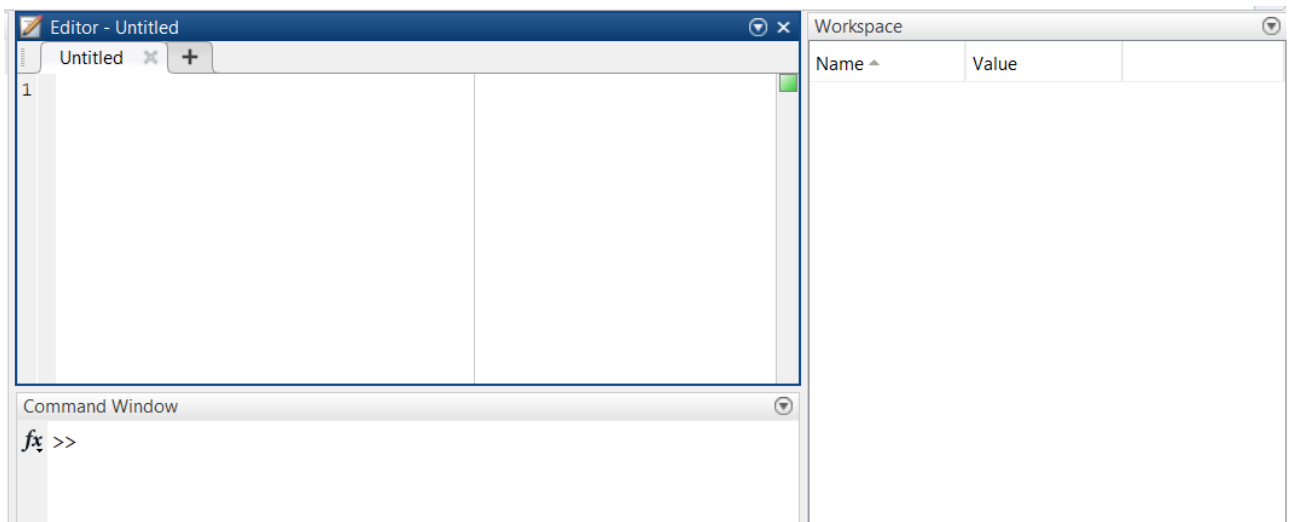 Editor - Untitled
Untitled +
1
Command Window
fx >>
Workspace
Name Value